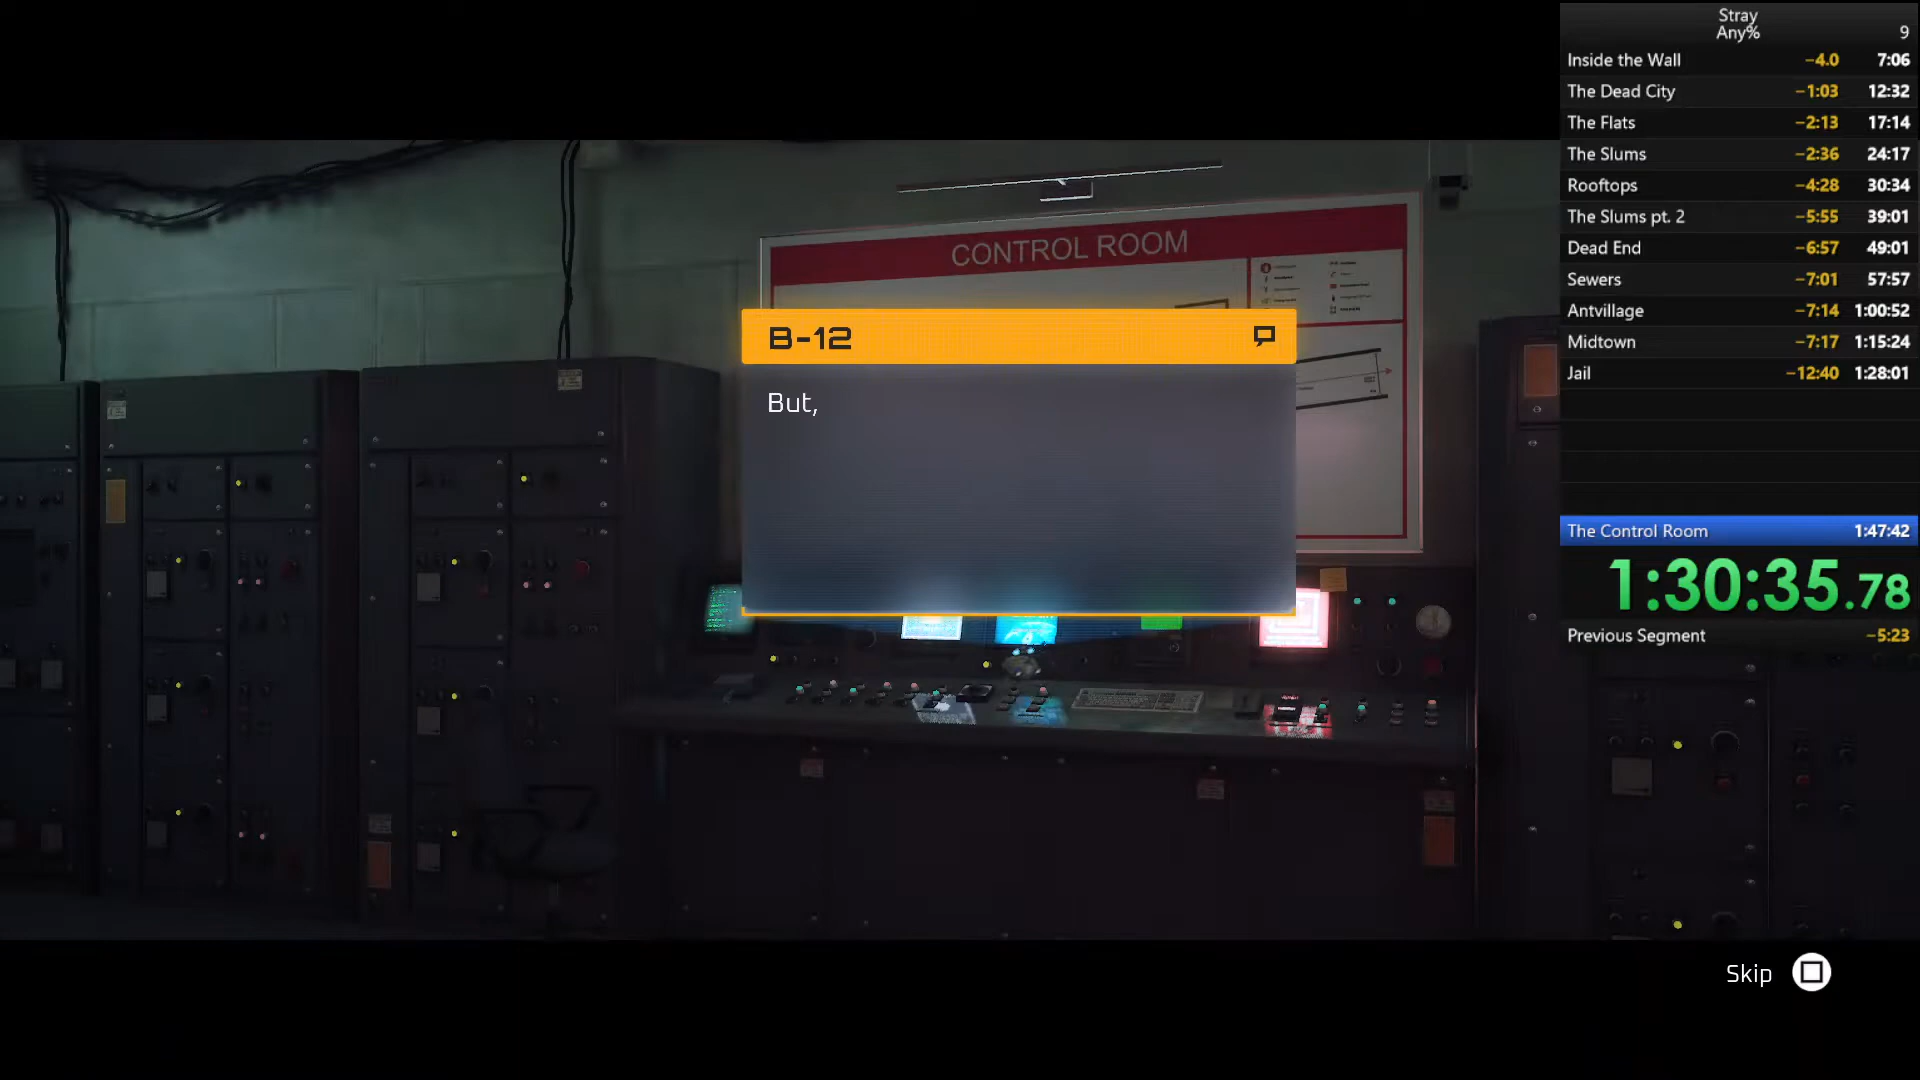 Stray
Any%
9
Inside the Wall −4.0 7:06
The Dead City −1:03 12:32
The Flats −2:13 17:14
The Slums −2:36 24:17
Rooftops −4:28 30:34
The Slums pt. 2 −5:55 39:01
Dead End −6:57 49:01
Sewers −7:01 57:57
Antvillage −7:14 1:00:52
Midtown −7:17 1:15:24
Jail −12:40 1:28:01
The Control Room 1:47:42
1:30:35.78
Previous Segment −5:23
CONTROL ROOM
B-12
But,
Skip